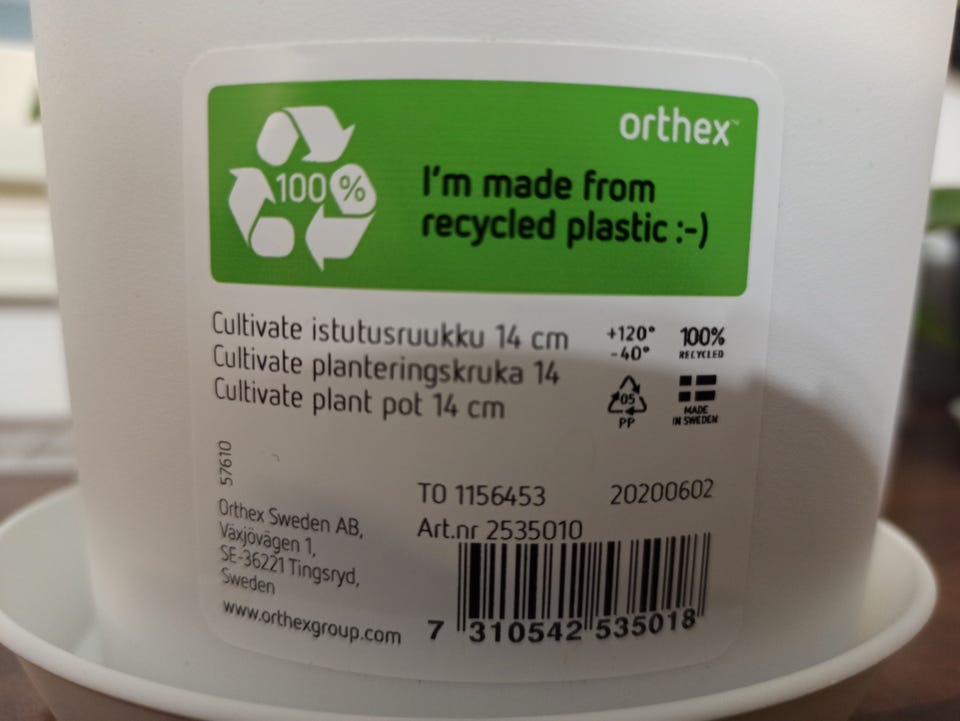 orthex™
100%
I'm made from
recycled plastic :-)
Cultivate istutusruukku 14 cm
Cultivate planteringskruka 14
Cultivate plant pot 14 cm
+120°
-40°
100%
RECYCLED
05
PP
MADE
IN SWEDEN
57610
TO 1156453 20200602
Art.nr 2535010
Orthex Sweden AB,
Växjövägen 1,
SE-36221 Tingsryd,
Sweden
www.orthexgroup.com
7 310542 535018